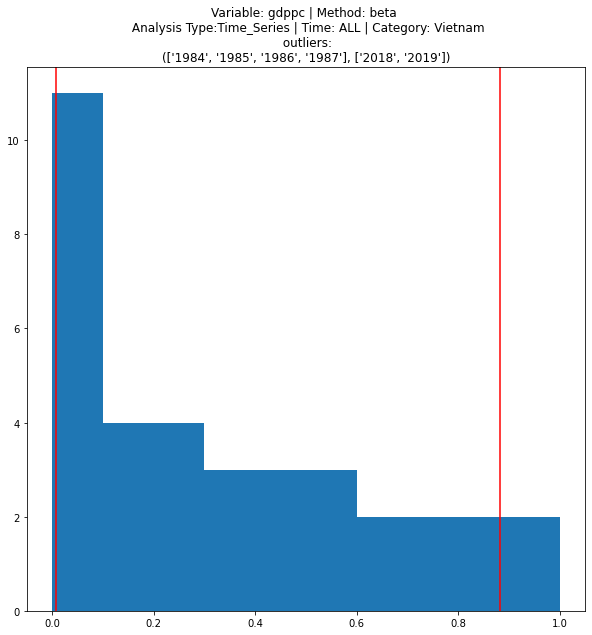 Variable: gdppc | Method: beta
Analysis Type:Time_Series | Time: ALL | Category: Vietnam
outliers:
(['1984', '1985', '1986', '1987'], ['2018', '2019'])
10
8
6
4
2
0
0.0 0.2 0.4 0.6 0.8 1.0